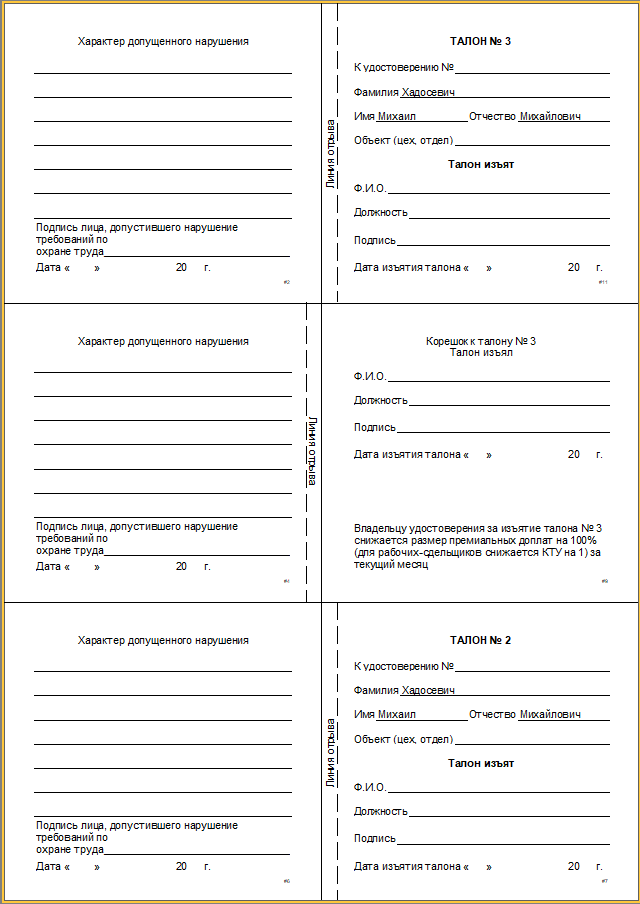 Характер допущенного нарушения
Подпись лица, допустившего нарушение
требований по
охране труда
Дата « » 20 г.
#2
Линия отрыва
ТАЛОН № 3
К удостоверению №
Фамилия Хадосевич
Имя Михаил Отчество Михайлович
Объект (цех, отдел)
Талон изъят
Ф.И.О.
Должность
Подпись
Дата изъятия талона « » 20 г.
#11
Характер допущенного нарушения
Подпись лица, допустившего нарушение
требований по
охране труда
Дата « » 20 г.
#4
Линия отрыва
Корешок к талону № 3
Талон изъял
Ф.И.О.
Должность
Подпись
Дата изъятия талона « » 20 г.
Владельцу удостоверения за изъятие талона № 3
снижается размер премиальных доплат на 100%
(для рабочих-сдельщиков снижается КТУ на 1) за
текущий месяц
#9
Характер допущенного нарушения
Подпись лица, допустившего нарушение
требований по
охране труда
Дата « » 20 г.
#6
Линия отрыва
ТАЛОН № 2
К удостоверению №
Фамилия Хадосевич
Имя Михаил Отчество Михайлович
Объект (цех, отдел)
Талон изъят
Ф.И.О.
Должность
Подпись
Дата изъятия талона « » 20 г.
#7